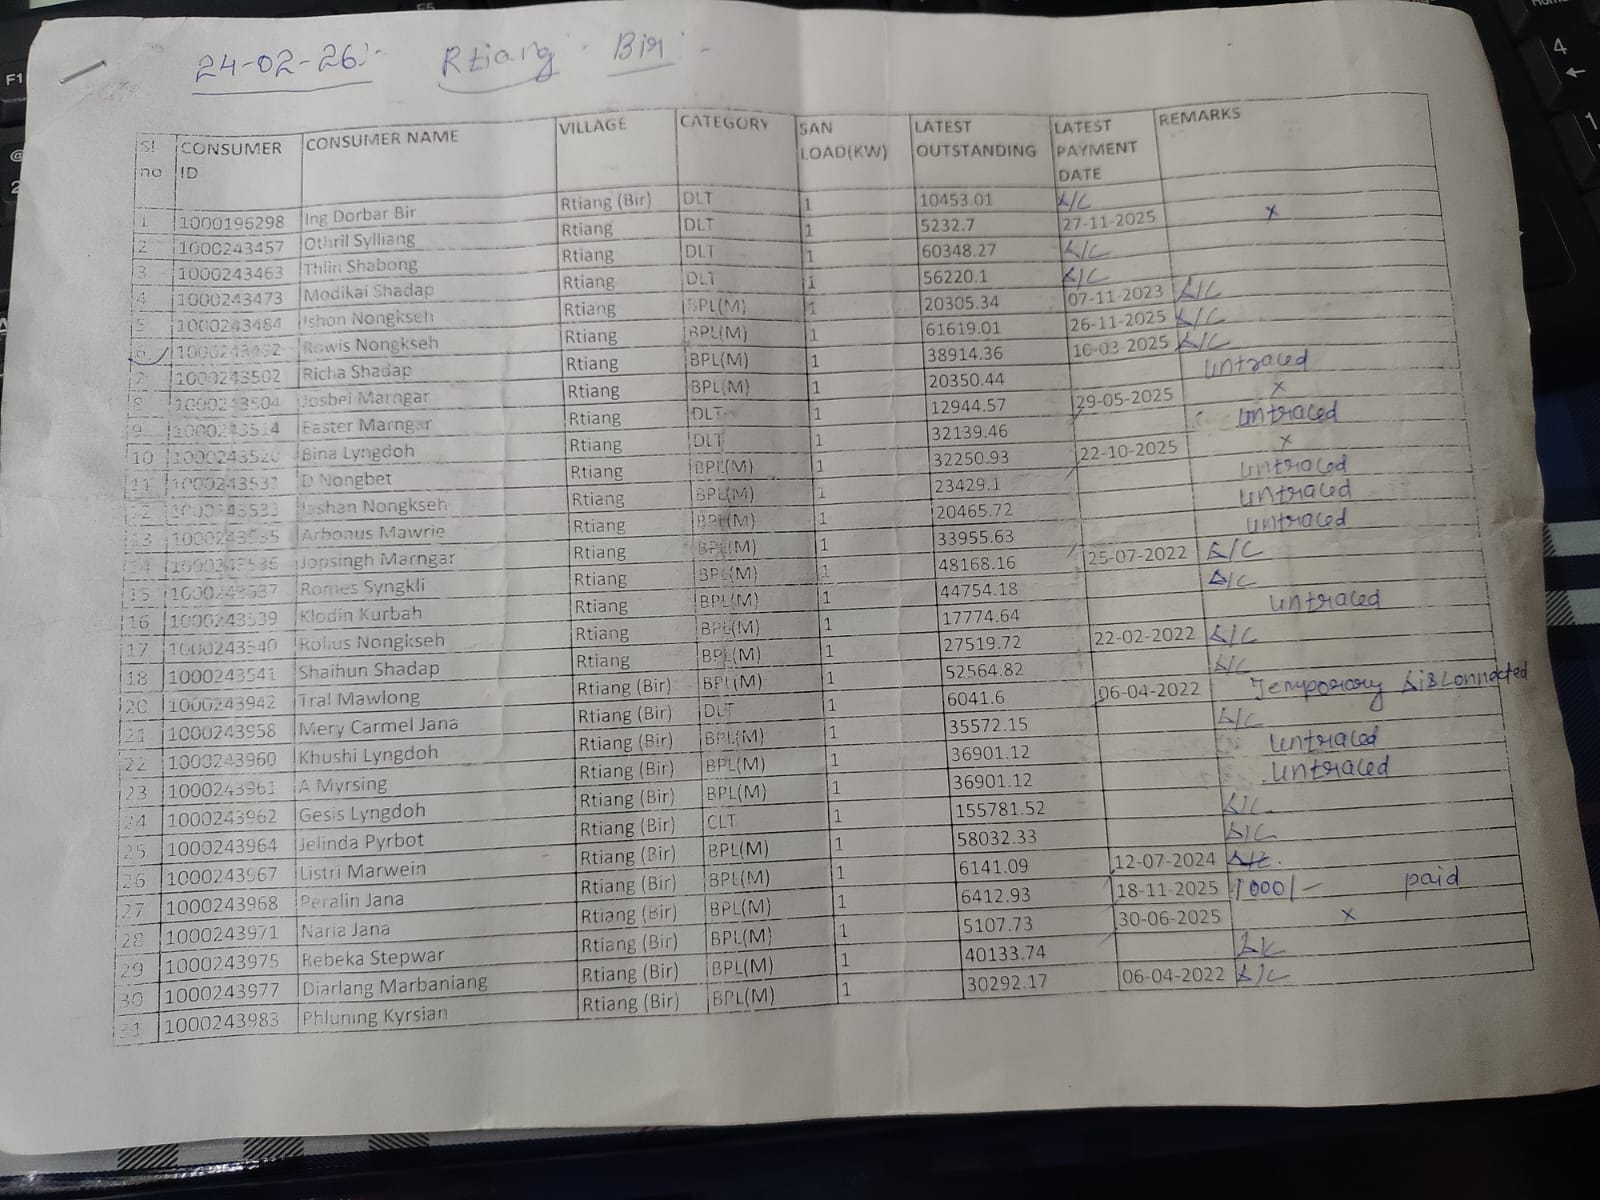 24-02-26:- Rtiang Bir :-
Sl no CONSUMER ID CONSUMER NAME VILLAGE CATEGORY SAN LOAD(KW) LATEST OUTSTANDING LATEST PAYMENT DATE REMARKS
1 1000196298 Ing Dorbar Bir Rtiang (Bir) DLT 1 10453.01 D/C
2 1000243457 Othril Sylliang Rtiang DLT 1 5232.7 27-11-2025 x
3 1000243463 Thlin Shabong Rtiang DLT 1 60348.27 D/C
4 1000243473 Modikai Shadap Rtiang DLT 1 56220.1 D/C
5 1000243484 Ishon Nongkseh Rtiang BPL(M) 1 20305.34 07-11-2023 D/C
6 1000243492 Rowis Nongkseh Rtiang BPL(M) 1 61619.01 26-11-2025 D/C
7 1000243502 Richa Shadap Rtiang BPL(M) 1 38914.36 10-03-2025 D/C
8 1000243504 Josbel Marngar Rtiang BPL(M) 1 20350.44 untraced
9 1000243514 Easter Marngar Rtiang DLT 1 12944.57 29-05-2025 x
10 1000243520 Bina Lyngdoh Rtiang DLT 1 32139.46 untraced
11 1000243531 D Nongbet Rtiang BPL(M) 1 32250.93 22-10-2025 x
12 1000243533 Nongkseh Rtiang BPL(M) 1 23429.1 untraced
13 1000243535 Arbonus Mawrie Rtiang BPL(M) 1 20465.72 untraced
14 1000243536 Jopsingh Marngar Rtiang BPL(M) 1 33955.63 untraced
15 1000243537 Romes Syngkli Rtiang BPL(M) 1 48168.16 25-07-2022 D/C
16 1000243539 Klodin Kurbah Rtiang BPL(M) 1 44754.18 D/C
17 1000243540 Rolius Nongkseh Rtiang BPL(M) 1 17774.64 untraced
18 1000243541 Shaihun Shadap Rtiang BPL(M) 1 27519.72 22-02-2022 D/C
20 1000243942 Tral Mawlong Rtiang (Bir) BPL(M) 1 52564.82 D/C
21 1000243958 Mery Carmel Jana Rtiang (Bir) DLT 1 6041.6 06-04-2022 Temporary Disconnected
22 1000243960 Khushi Lyngdoh Rtiang (Bir) BPL(M) 1 35572.15 D/C
23 1000243961 A Myrsing Rtiang (Bir) BPL(M) 1 36901.12 untraced
24 1000243962 Gesis Lyngdoh Rtiang (Bir) BPL(M) 1 36901.12 untraced
25 1000243964 Jelinda Pyrbot Rtiang (Bir) CLT 1 155781.52 D/C
26 1000243967 Listri Marwein Rtiang (Bir) BPL(M) 1 58032.33 D/C
27 1000243968 Peralin Jana Rtiang (Bir) BPL(M) 1 6141.09 12-07-2024 D/C.
28 1000243971 Naria Jana Rtiang (Bir) BPL(M) 1 6412.93 18-11-2025 1000/- paid
29 1000243975 Rebeka Stepwar Rtiang (Bir) BPL(M) 1 5107.73 30-06-2025 x
30 1000243977 Diarlang Marbaniang Rtiang (Bir) BPL(M) 1 40133.74 D/C
31 1000243983 Phluning Kyrsian Rtiang (Bir) BPL(M) 1 30292.17 06-04-2022 D/C